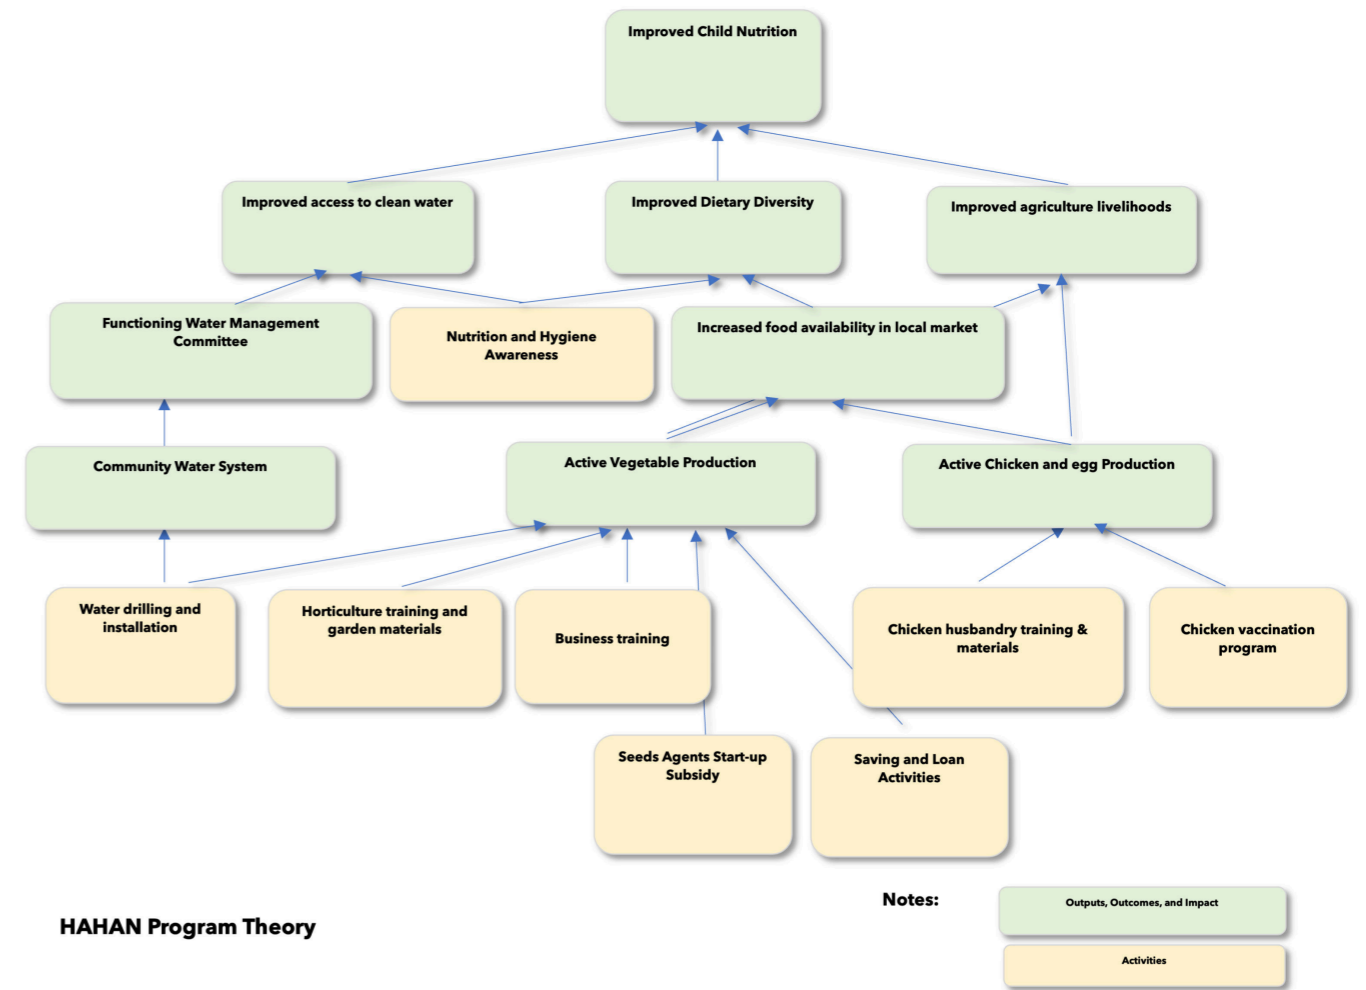 Improved Child Nutrition
Improved access to clean water
Improved Dietary Diversity
Improved agriculture livelihoods
Functioning Water Management
Committee
Nutrition and Hygiene
Awareness
Increased food availability in local market
Community Water System
Active Vegetable Production
Active Chicken and egg Production
Water drilling and
installation
Horticulture training and
garden materials
Business training
Chicken husbandry training &
materials
Chicken vaccination
program
Seeds Agents Start-up
Subsidy
Saving and Loan
Activities
HAHAN Program Theory
Notes:
Outputs, Outcomes, and Impact
Activities